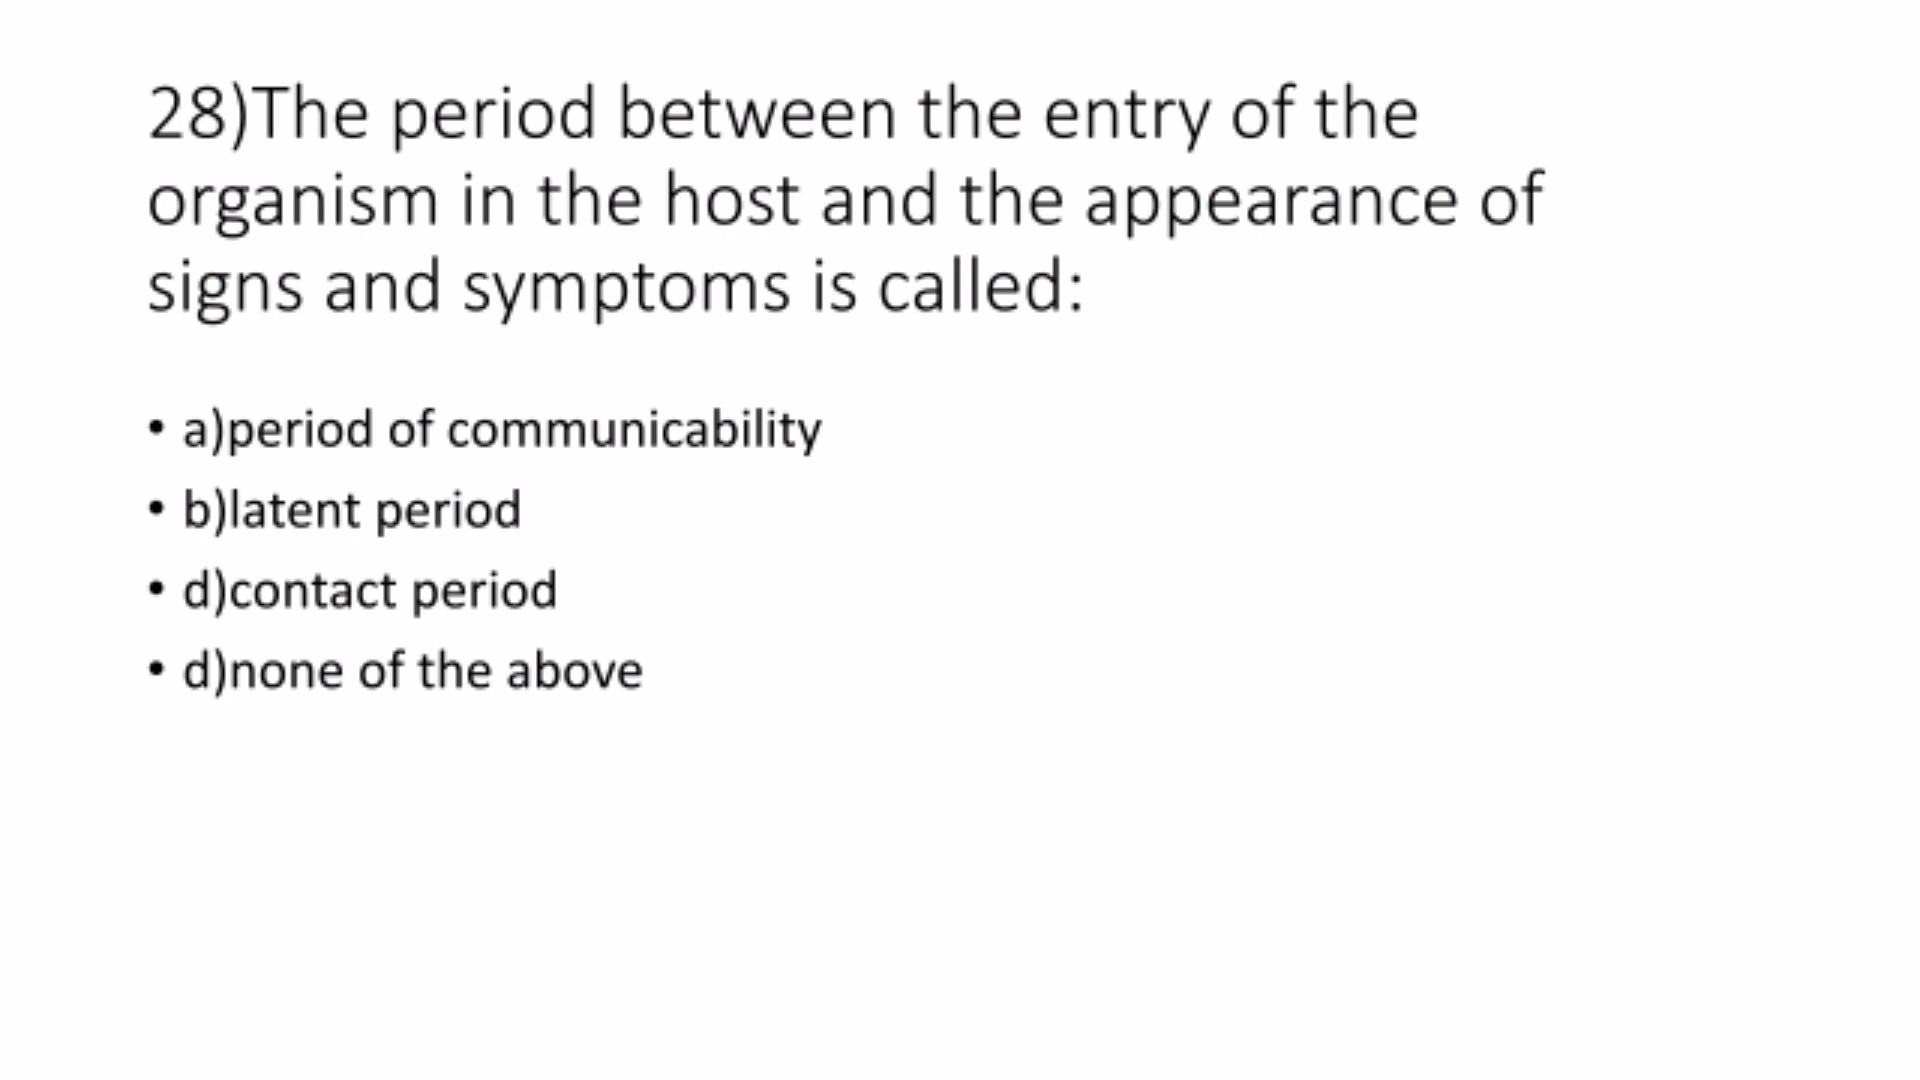 28)The period between the entry of the
organism in the host and the appearance of
signs and symptoms is called:
• a)period of communicability
• b)latent period
• d)contact period
• d)none of the above